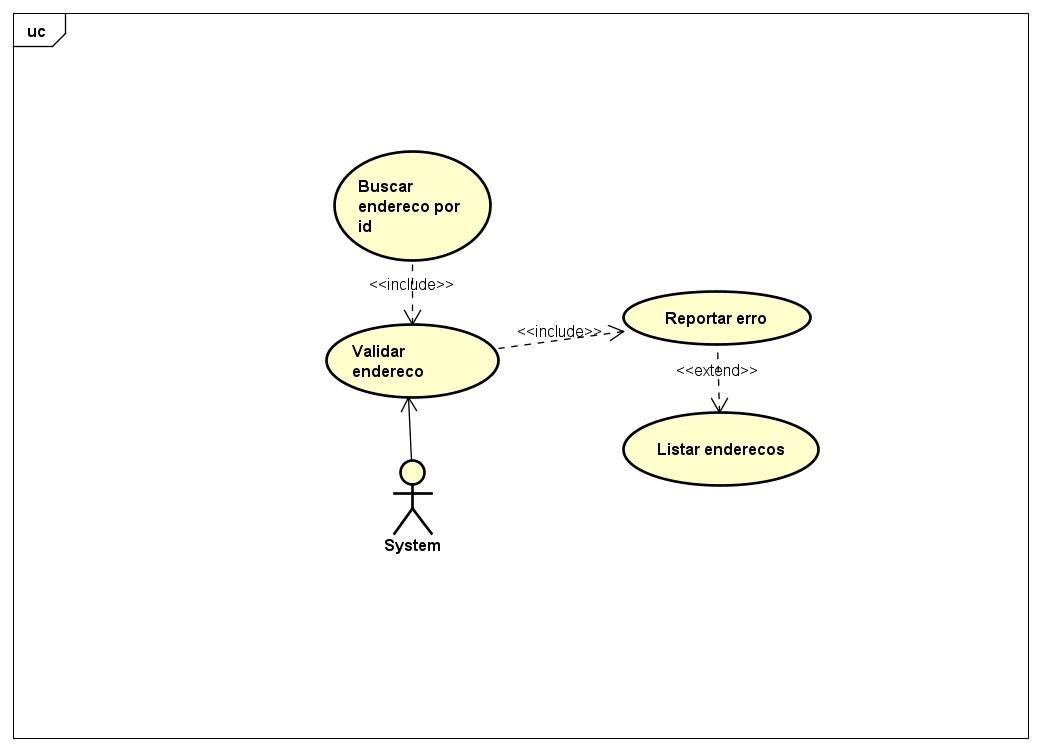 uc
Buscar
endereco por
id
<<include>>
Validar
endereco
<<include>>
Reportar erro
<<extend>>
Listar enderecos
System